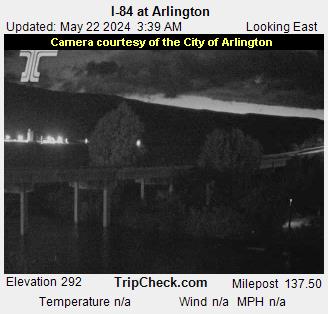 I-84 at Arlington
Updated: May 22 2024 3:39 AM Looking East
Camera courtesy of the City of Arlington
Elevation 292 TripCheck.com Milepost 137.50
Temperature n/a Wind n/a MPH n/a